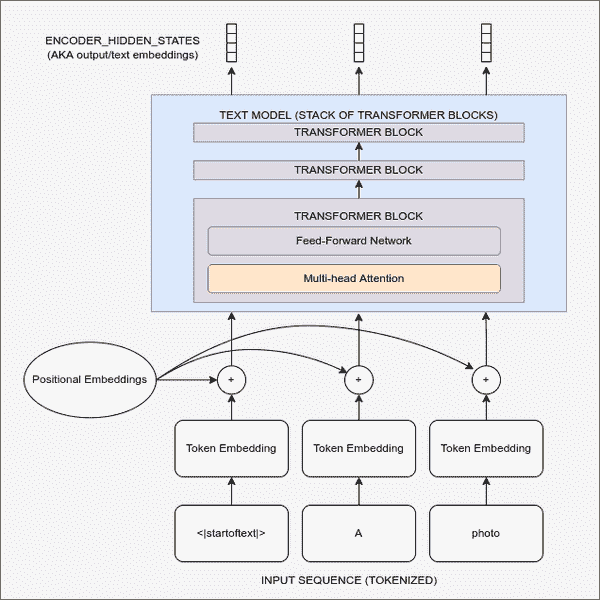 ENCODER_HIDDEN_STATES
(AKA output/text embeddings)
TEXT MODEL (STACK OF TRANSFORMER BLOCKS)
TRANSFORMER BLOCK
TRANSFORMER BLOCK
TRANSFORMER BLOCK
Feed-Forward Network
Multi-head Attention
Positional Embeddings
+
+
+
Token Embedding
Token Embedding
Token Embedding
<|startoftext|>
A
photo
INPUT SEQUENCE (TOKENIZED)